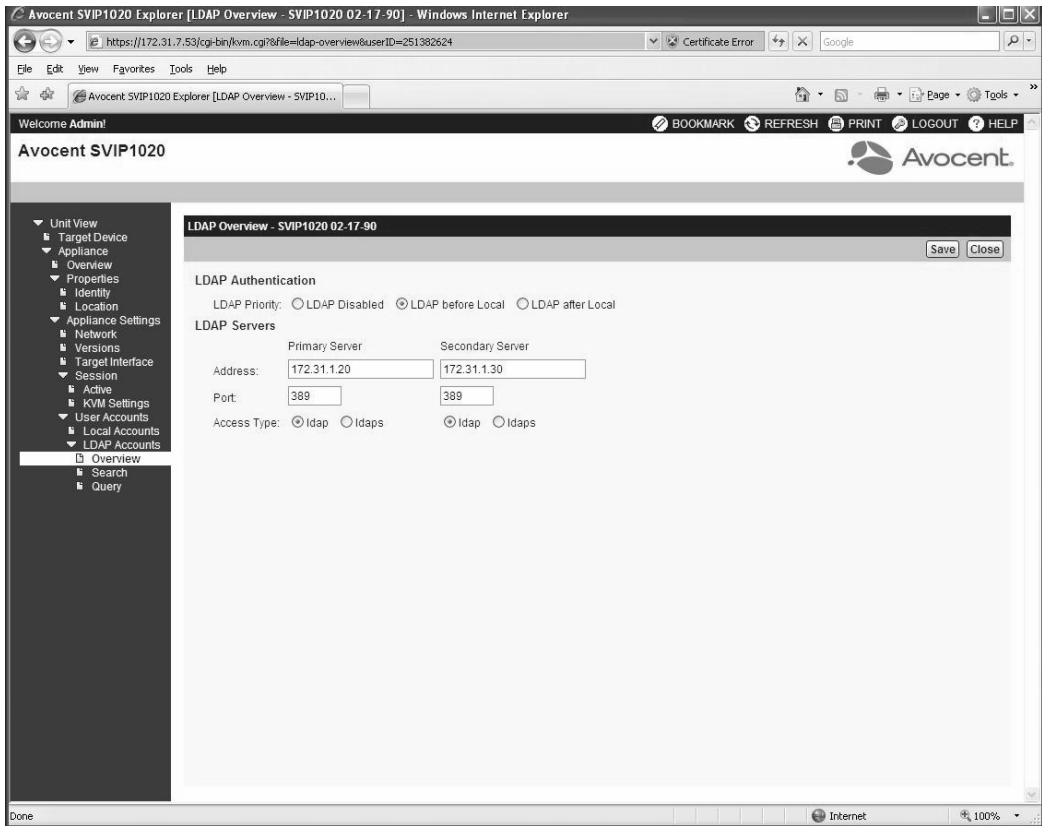 Avocent SVIP1020 Explorer [LDAP Overview - SVIP1020 02-17-90] - Windows Internet Explorer
https://172.31.7.53/cgi-bin/kvm.cgi?&file=ldap-overview&userID=251382624
Certificate Error
Google
File Edit View Favorites Tools Help
Avocent SVIP1020 Explorer [LDAP Overview - SVIP10...
Page Tools »
Welcome Admin!
BOOKMARK REFRESH PRINT LOGOUT HELP
Avocent SVIP1020
Avocent.
Unit View
Target Device
Appliance
Overview
Properties
Identity
Location
Appliance Settings
Network
Versions
Target Interface
Session
Active
KVM Settings
User Accounts
Local Accounts
LDAP Accounts
Overview
Search
Query
LDAP Overview - SVIP1020 02-17-90
Save Close
LDAP Authentication
LDAP Priority: LDAP Disabled LDAP before Local LDAP after Local
LDAP Servers
Primary Server Secondary Server
Address: 172.31.1.20 172.31.1.30
Port: 389 389
Access Type: ldap ldaps ldap ldaps
Done
Internet
100%